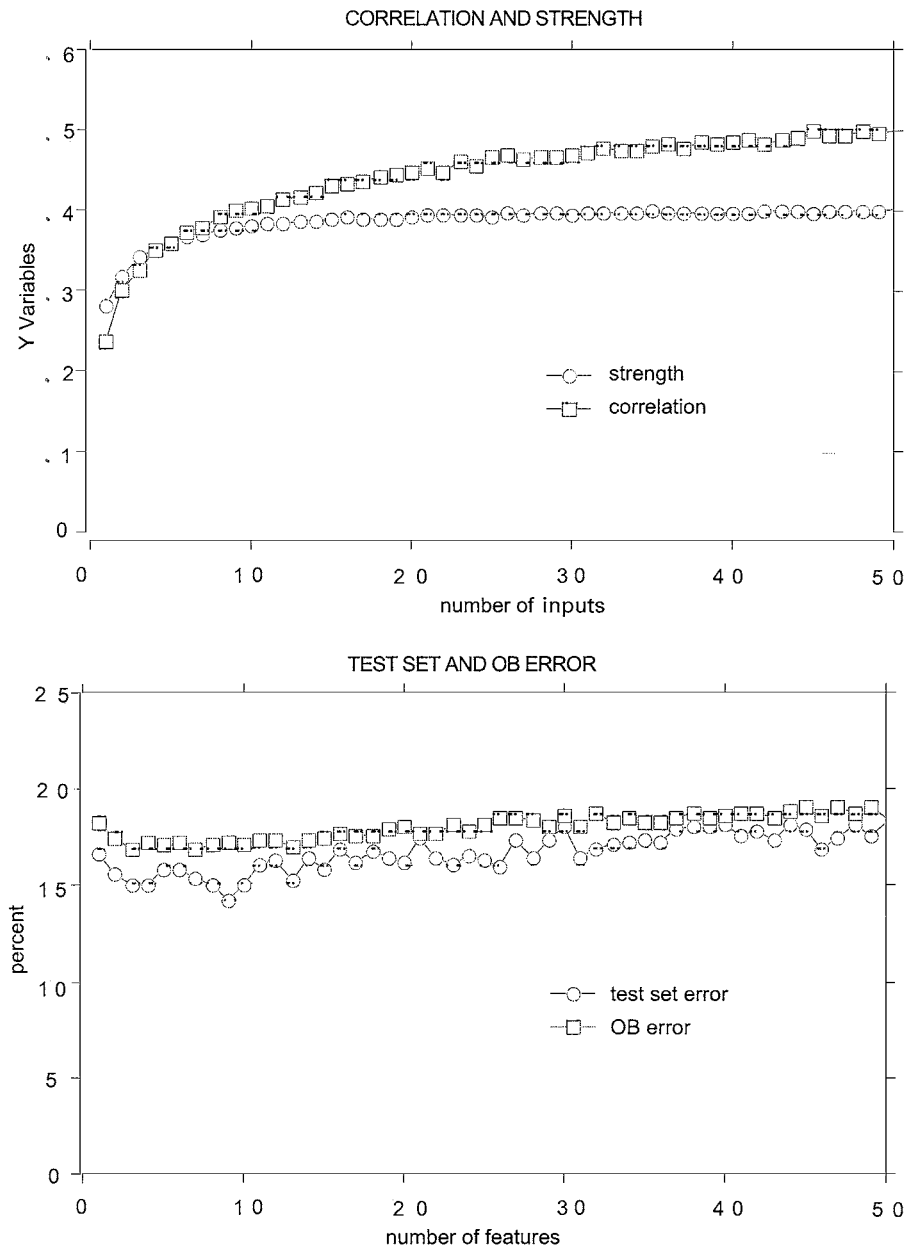 CORRELATION AND STRENGTH
. 6
. 5
. 4
. 3
. 2
. 1
0
Y Variables
strength
correlation
0 1 0 2 0 3 0 4 0 5 0
number of inputs
TEST SET AND OB ERROR
2 5
2 0
1 5
1 0
5
0
percent
test set error
OB error
0 1 0 2 0 3 0 4 0 5 0
number of features